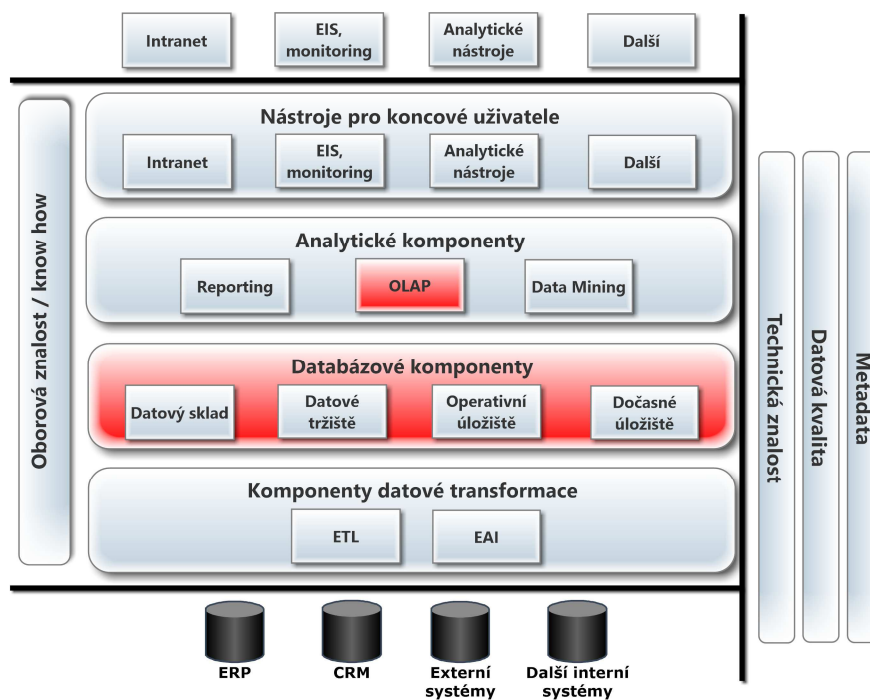 Intranet
EIS,
monitoring
Analytické
nástroje
Další
Nástroje pro koncové uživatele
Intranet
EIS,
monitoring
Analytické
nástroje
Další
Analytické komponenty
Reporting
OLAP
Data Mining
Databázové komponenty
Datový sklad
Datové
tržiště
Operativní
úložiště
Dočasné
úložiště
Komponenty datové transformace
ETL
EAI
Oborová znalost / know how
Technická znalost
Datová kvalita
Metadata
ERP
CRM
Externí
systémy
Další interní
systémy